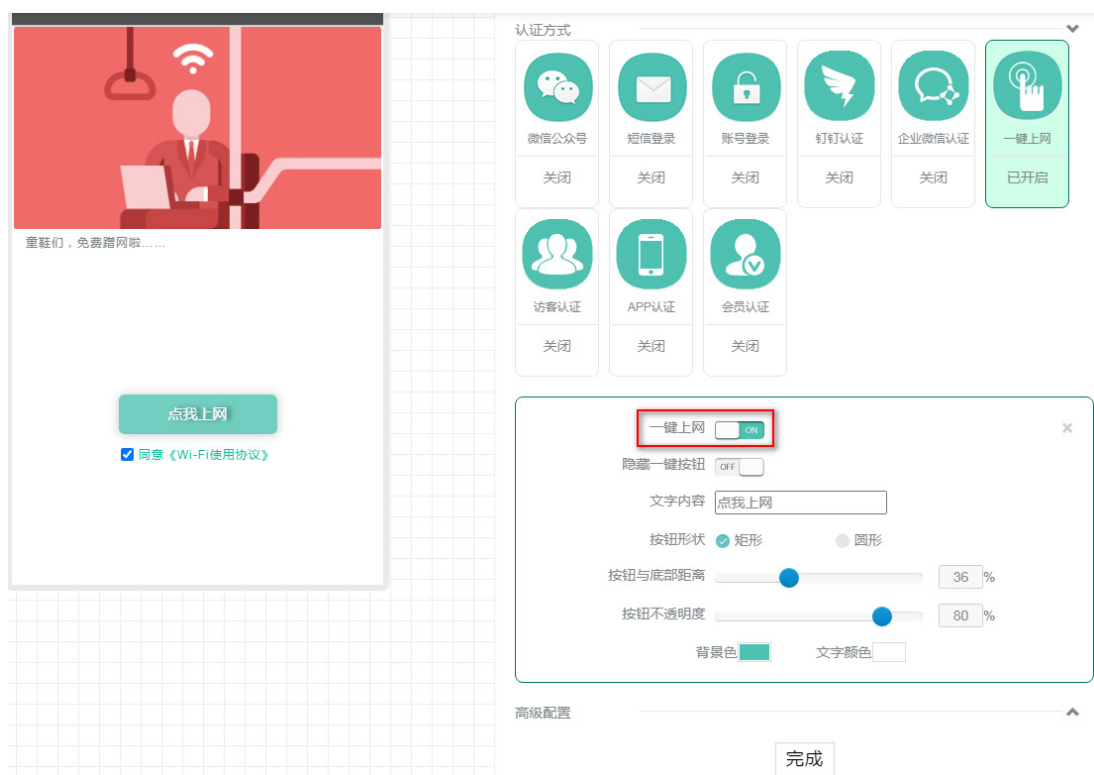 童鞋们，免费蹭网啦……
点我上网
同意《Wi-Fi使用协议》
认证方式
微信公众号 短信登录 账号登录 钉钉认证 企业微信认证 一键上网
关闭 关闭 关闭 关闭 关闭 已开启
访客认证 APP认证 会员认证
关闭 关闭 关闭
一键上网 ON
隐藏一键按钮 OFF
文字内容 点我上网
按钮形状 矩形 圆形
按钮与底部距离 36 %
按钮不透明度 80 %
背景色 文字颜色
高级配置
完成